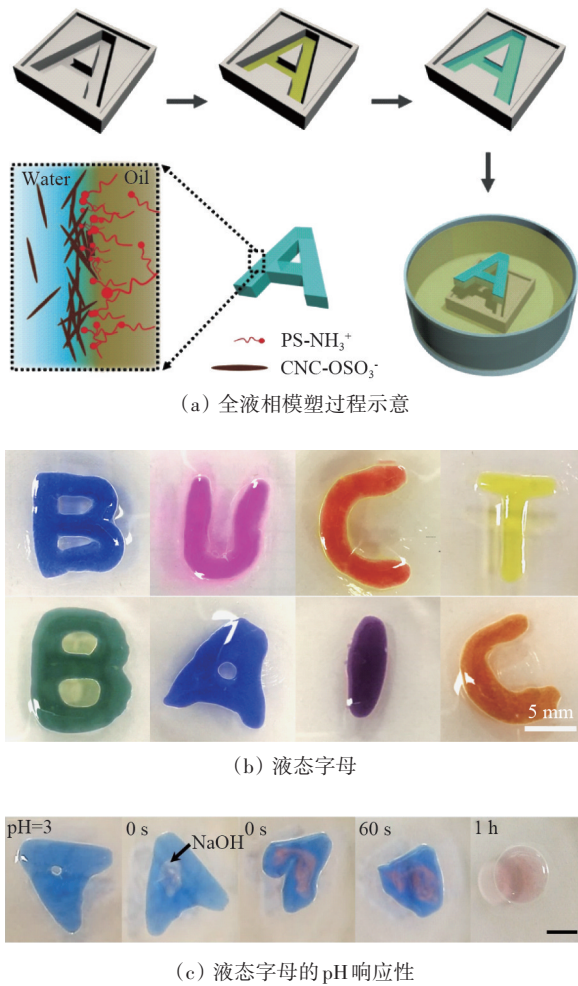 Water
Oil
PS-NH₃⁺
CNC-OSO₃⁻
(a)全液相模塑过程示意
B U C T
B A I C
5 mm
(b)液态字母
pH=3
0 s
NaOH
0 s
60 s
1 h
(c)液态字母的pH响应性